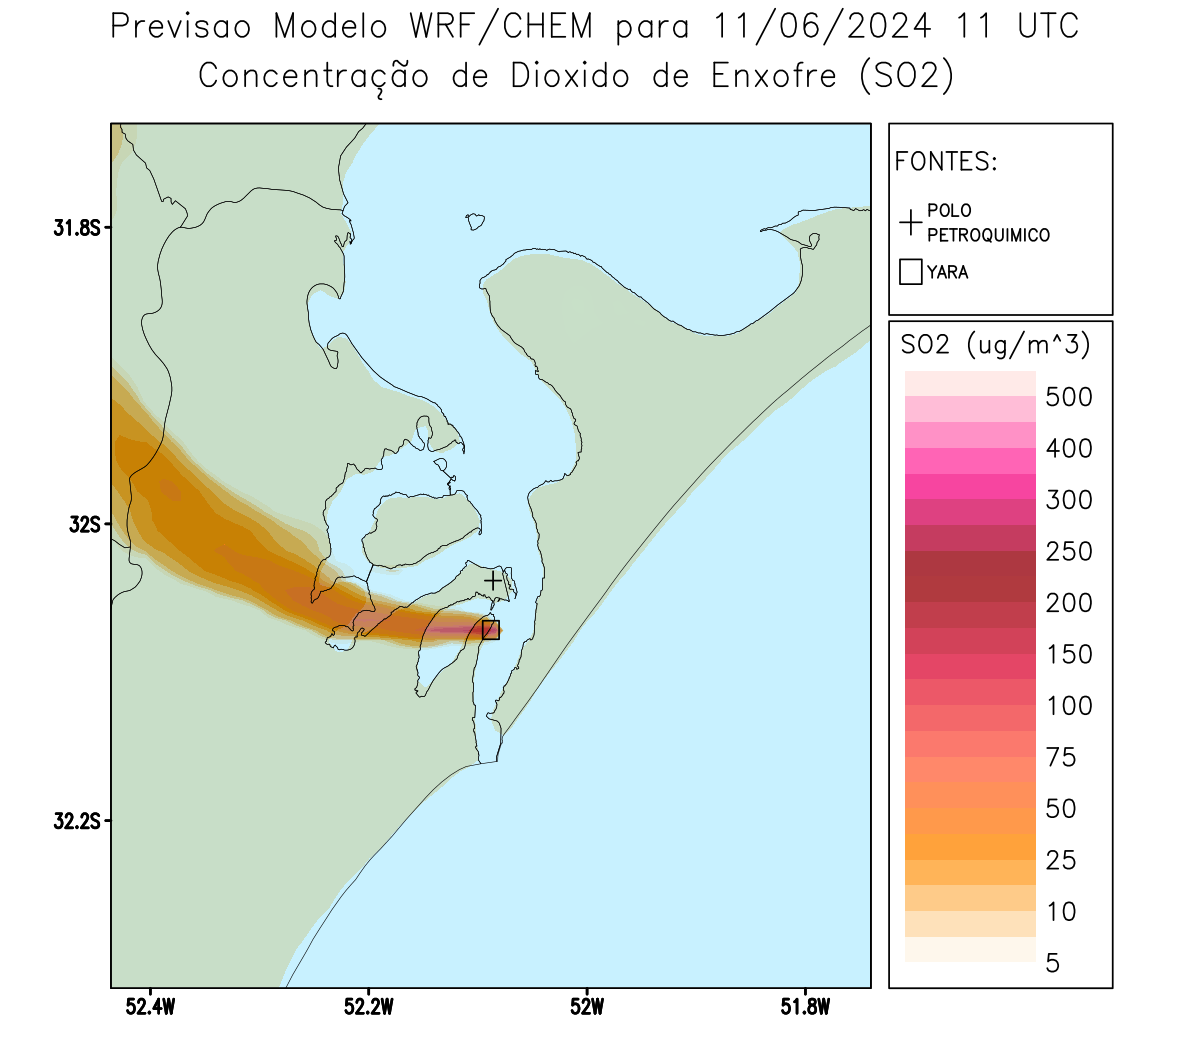 Previsao Modelo WRF/CHEM para 11/06/2024 11 UTC
Concentração de Dioxido de Enxofre (SO2)
FONTES:
POLO
PETROQUIMICO
YARA
SO2 (ug/m^3)
500
400
300
250
200
150
100
75
50
25
10
5
31.8S
32S
32.2S
52.4W
52.2W
52W
51.8W